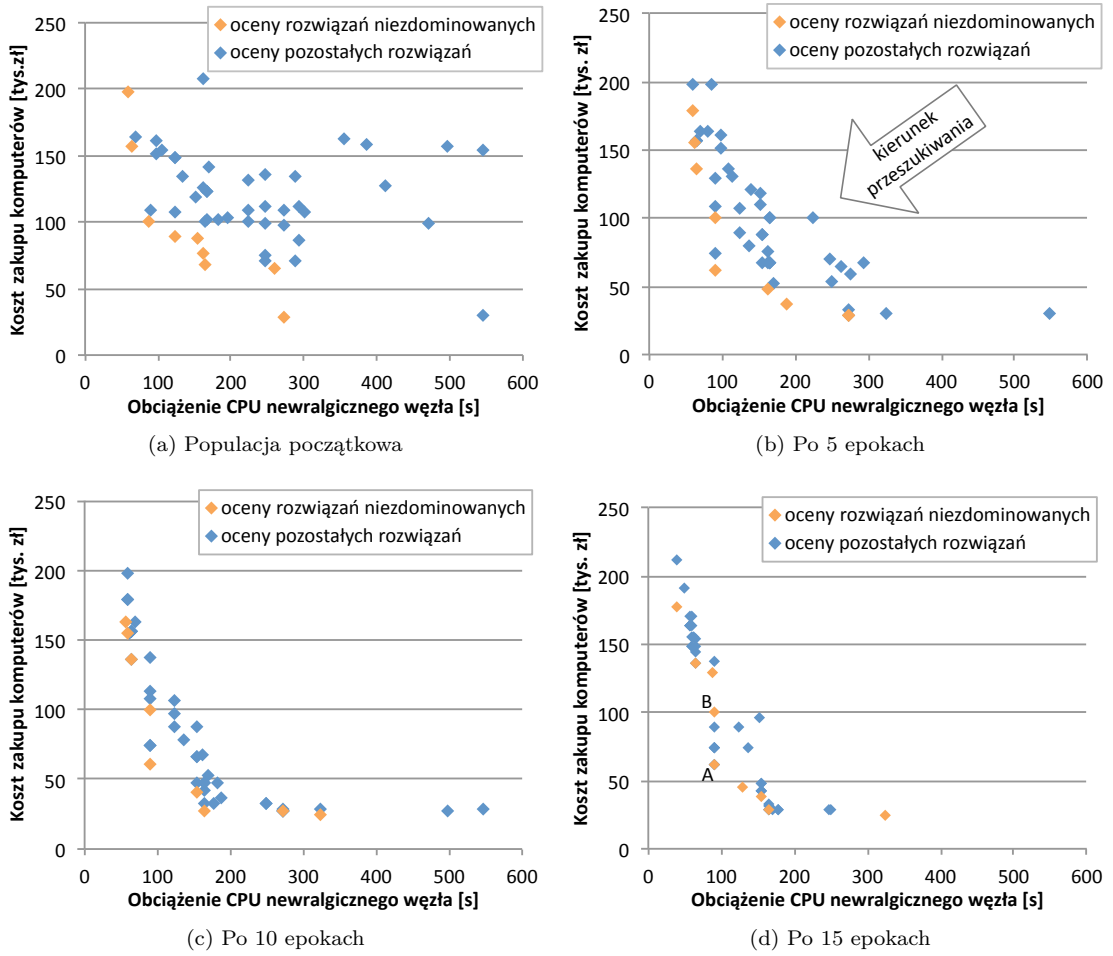 250
200
150
100
50
0
Koszt zakupu komputerów [tys.zł]
oceny rozwiązań niezdominowanych
oceny pozostałych rozwiązań
0 100 200 300 400 500 600
Obciążenie CPU newralgicznego węzła [s]
(a) Populacja początkowa
250
200
150
100
50
0
Koszt zakupu komputerów [tys. zł]
oceny rozwiązań niezdominowanych
oceny pozostałych rozwiązań
kierunek
przeszukiwania
0 100 200 300 400 500 600
Obciążenie CPU newralgicznego węzła [s]
(b) Po 5 epokach
250
200
150
100
50
0
Koszt zakupu komputerów [tys. zł]
oceny rozwiązań niezdominowanych
oceny pozostałych rozwiązań
0 100 200 300 400 500 600
Obciążenie CPU newralgicznego węzła [s]
(c) Po 10 epokach
250
200
150
100
50
0
Koszt zakupu komputerów [tys. zł]
oceny rozwiązań niezdominowanych
oceny pozostałych rozwiązań
B
A
0 100 200 300 400 500 600
Obciążenie CPU newralgicznego węzła [s]
(d) Po 15 epokach